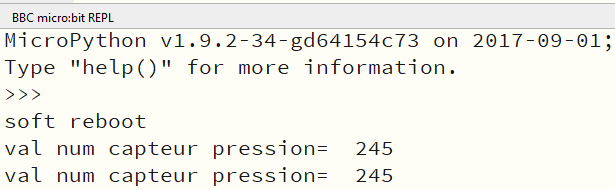 BBC micro:bit REPL
MicroPython v1.9.2-34-gd64154c73 on 2017-09-01;
Type "help()" for more information.
>>>
soft reboot
val num capteur pression=  245
val num capteur pression=  245